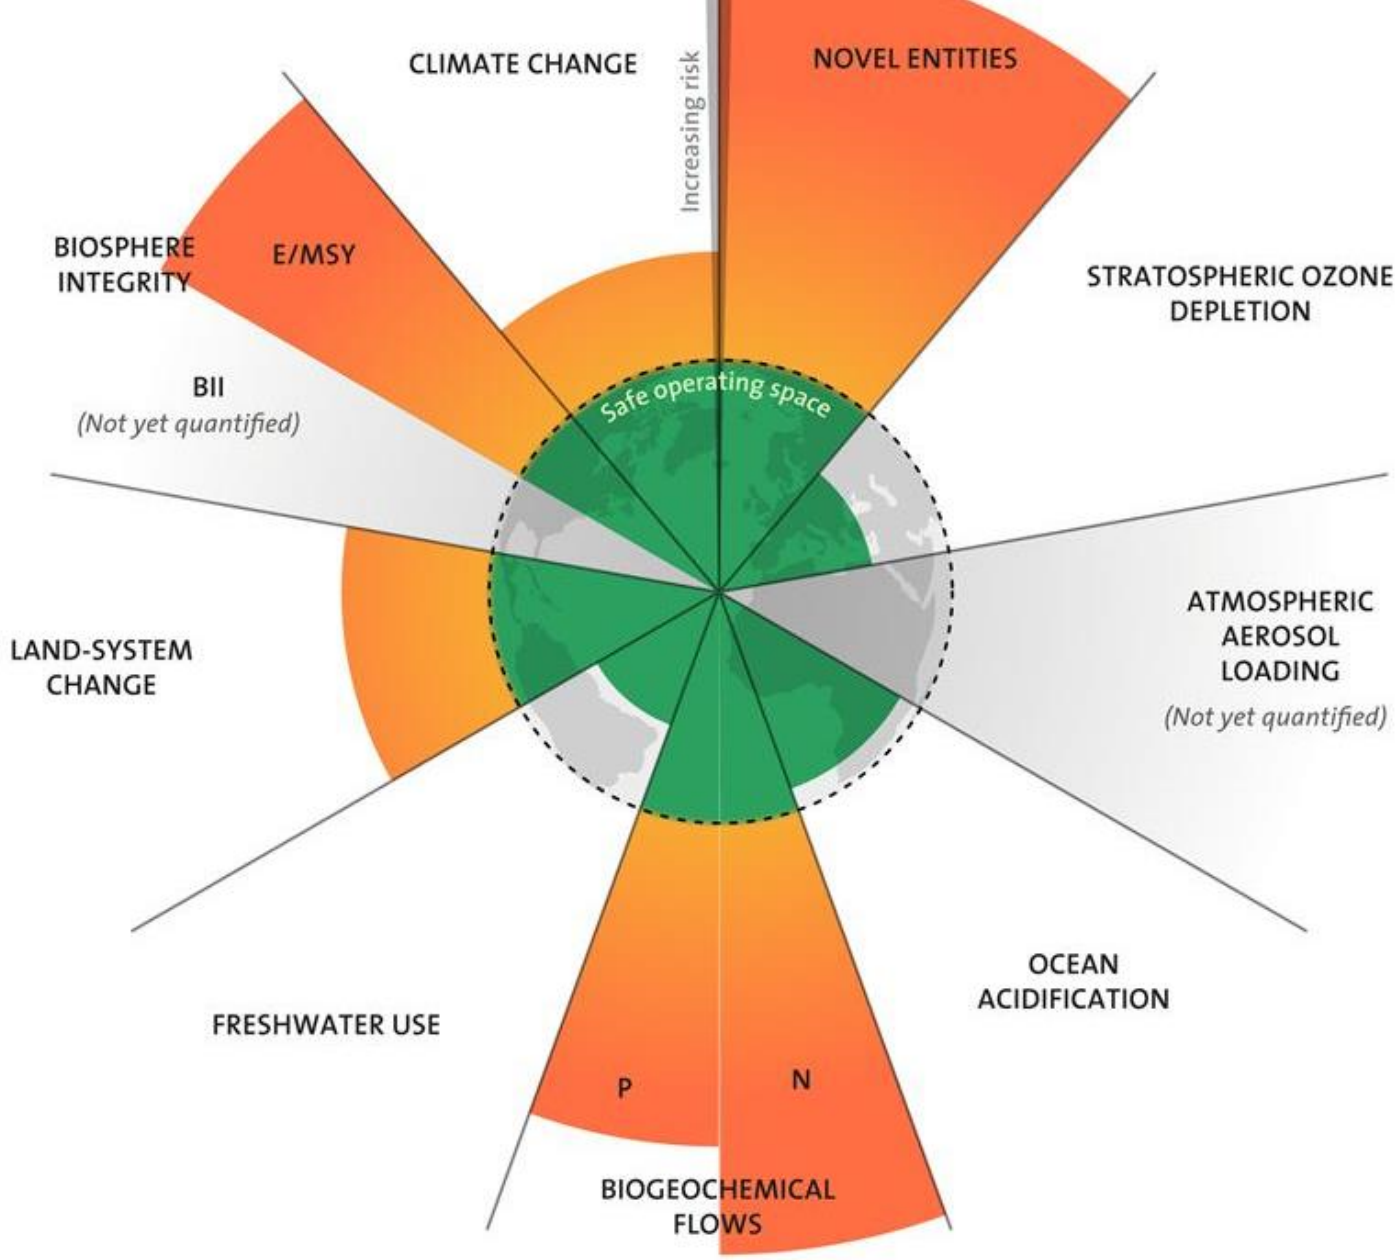 CLIMATE CHANGE
Increasing risk
NOVEL ENTITIES
STRATOSPHERIC OZONE
DEPLETION
BIOSPHERE
INTEGRITY
E/MSY
BII
(Not yet quantified)
Safe operating space
ATMOSPHERIC
AEROSOL
LOADING
(Not yet quantified)
LAND-SYSTEM
CHANGE
OCEAN
ACIDIFICATION
FRESHWATER USE
P
N
BIOGEOCHEMICAL
FLOWS